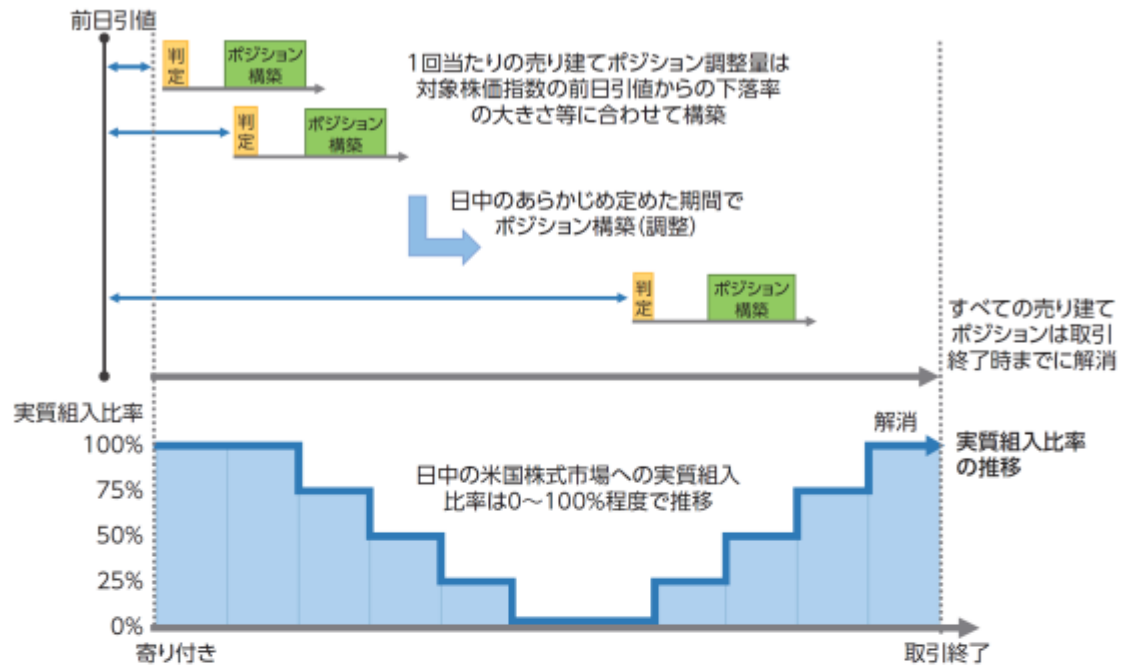 前日引値
判定
ポジション
構築
1回当たりの売り建てポジション調整量は
対象株価指数の前日引値からの下落率
の大きさ等に合わせて構築
判定
ポジション
構築
日中のあらかじめ定めた期間で
ポジション構築(調整)
判定
ポジション
構築
すべての売り建て
ポジションは取引
終了時までに解消
実質組入比率
100%
75%
50%
25%
0%
解消
実質組入比率
の推移
日中の米国株式市場への実質組入
比率は0～100%程度で推移
寄り付き
取引終了